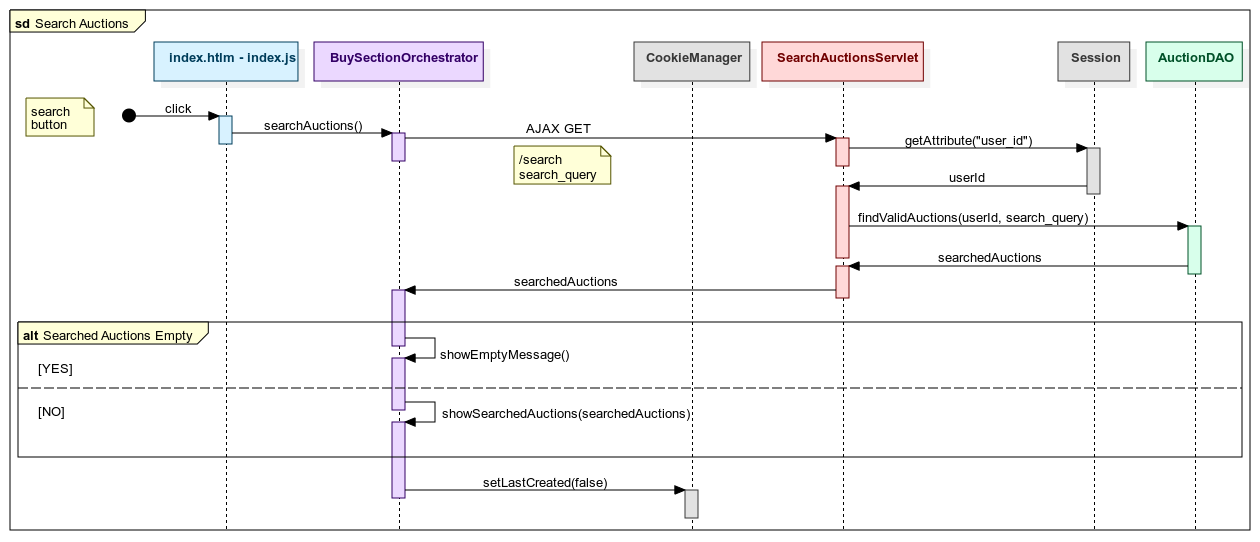 sd Search Auctions
index.htlm - index.js
BuySectionOrchestrator
CookieManager
SearchAuctionsServlet
Session
AuctionDAO
search
button
click
searchAuctions()
AJAX GET
/search
search_query
getAttribute("user_id")
userId
findValidAuctions(userId, search_query)
searchedAuctions
searchedAuctions
alt Searched Auctions Empty
showEmptyMessage()
[YES]
[NO]
showSearchedAuctions(searchedAuctions)
setLastCreated(false)